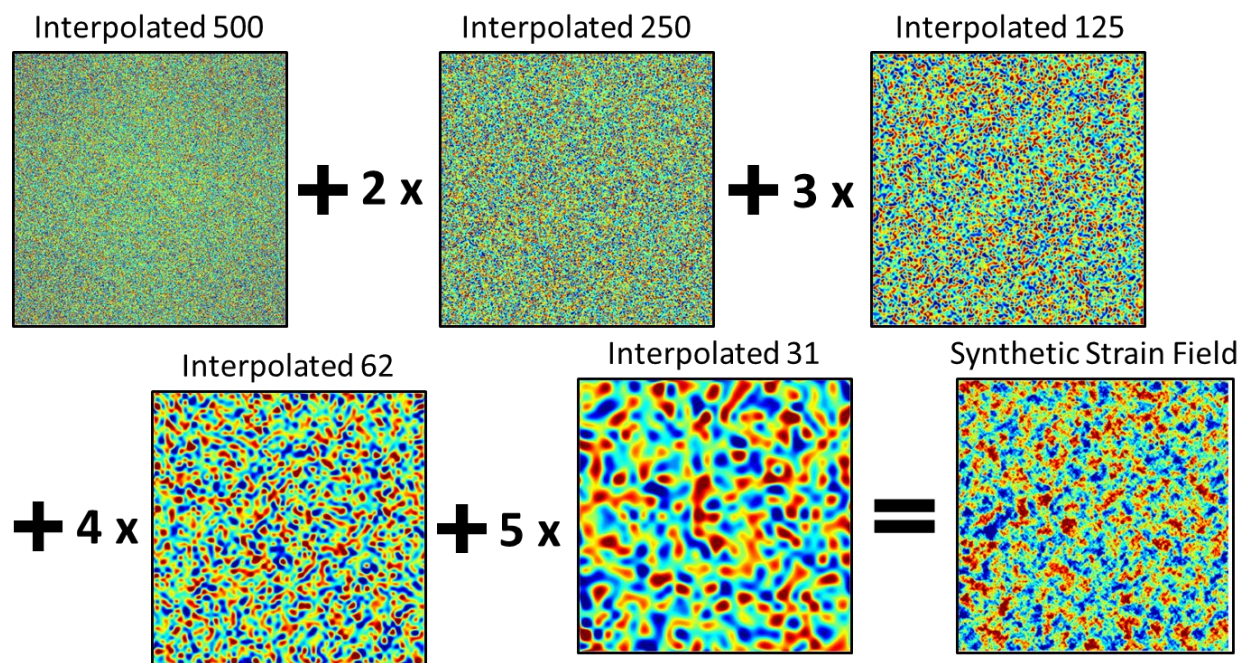 Interpolated 500
Interpolated 250
Interpolated 125
+ 2 x
+ 3 x
Interpolated 62
Interpolated 31
Synthetic Strain Field
+ 4 x
+ 5 x
=